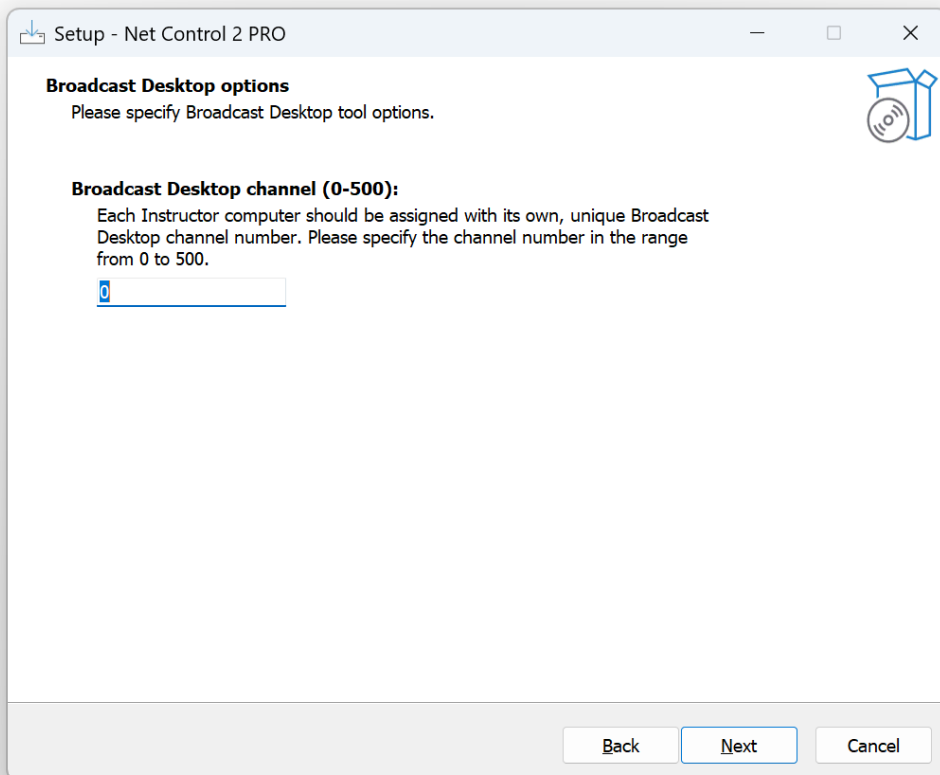 Setup - Net Control 2 PRO
Broadcast Desktop options
Please specify Broadcast Desktop tool options.
Broadcast Desktop channel (0-500):
Each Instructor computer should be assigned with its own, unique Broadcast
Desktop channel number. Please specify the channel number in the range
from 0 to 500.
0
Back Next Cancel